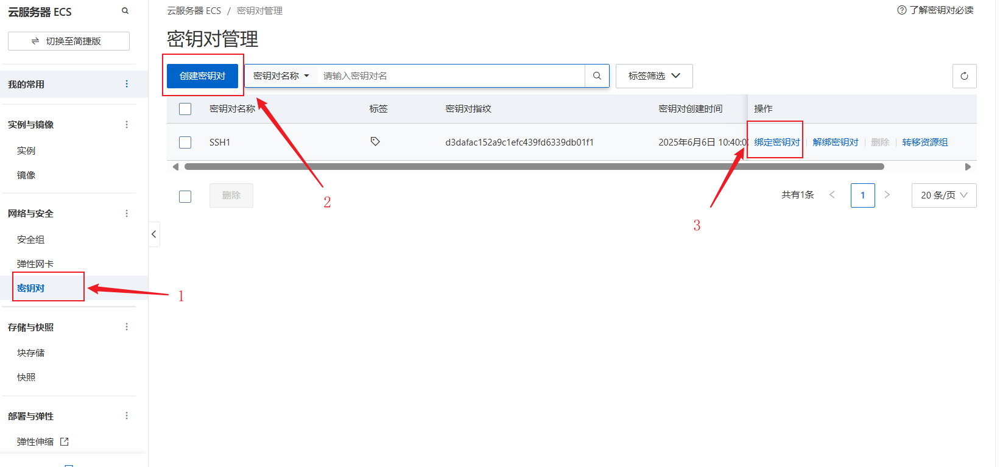 云服务器 ECS
切换至简捷版
我的常用
实例与镜像
实例
镜像
网络与安全
安全组
弹性网卡
密钥对
1
存储与快照
块存储
快照
部署与弹性
弹性伸缩
云服务器 ECS / 密钥对管理
了解密钥对必读
密钥对管理
创建密钥对
密钥对名称
请输入密钥对名
标签筛选
密钥对名称 标签 密钥对指纹 密钥对创建时间 操作
SSH1 d3dafac152a9c1efc439fd6339db01f1 2025年6月6日 10:40:0 绑定密钥对 解绑密钥对 删除 转移资源组
删除
共有1条
1
20 条/页
2
3